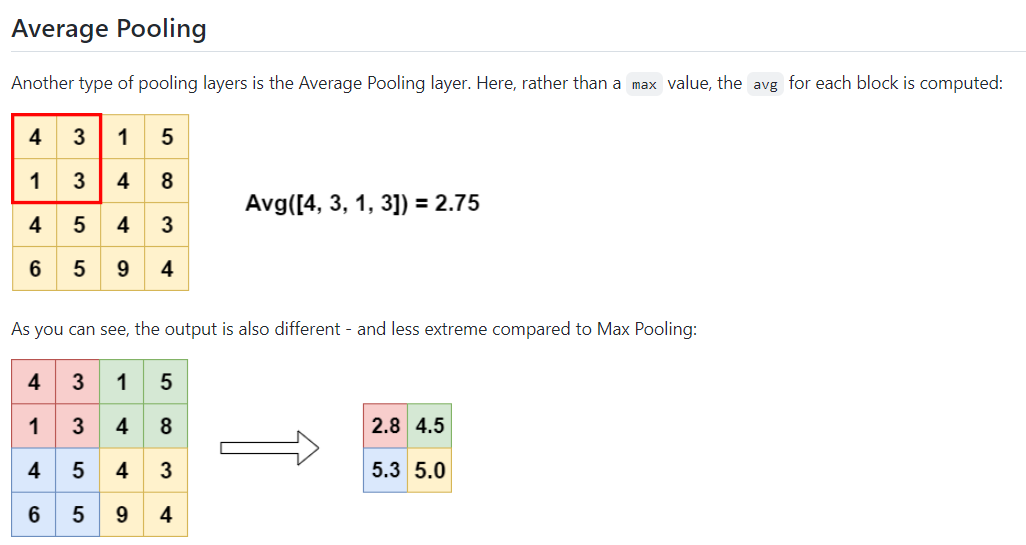 Average Pooling
Another type of pooling layers is the Average Pooling layer. Here, rather than a max value, the avg for each block is computed:
4 3 1 5
1 3 4 8
4 5 4 3
6 5 9 4
Avg([4, 3, 1, 3]) = 2.75
As you can see, the output is also different - and less extreme compared to Max Pooling:
4 3 1 5
1 3 4 8
4 5 4 3
6 5 9 4
2.8 4.5
5.3 5.0